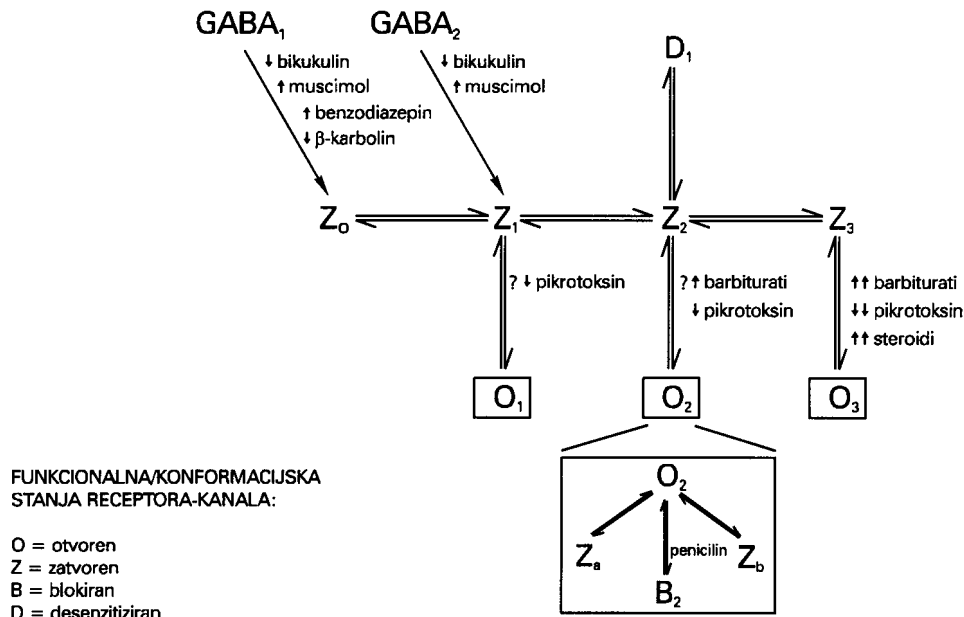 GABA₁ GABA₂
↓ bikukulin
↑ muscimol
↑ benzodiazepin
↓ β-karbolin
↓ bikukulin
↑ muscimol
D₁
Z₀ Z₁ Z₂ Z₃
? ↓ pikrotoksin
? ↑ barbiturati
↓ pikrotoksin
↑↑ barbiturati
↓↓ pikrotoksin
↑↑ steroidi
O₁ O₂ O₃
O₂
Zₐ penicilin Z_b
B₂
FUNKCIONALNA/KONFORMACIJSKA
STANJA RECEPTORA-KANALA:
O = otvoren
Z = zatvoren
B = blokiran
D = desenzitiziran